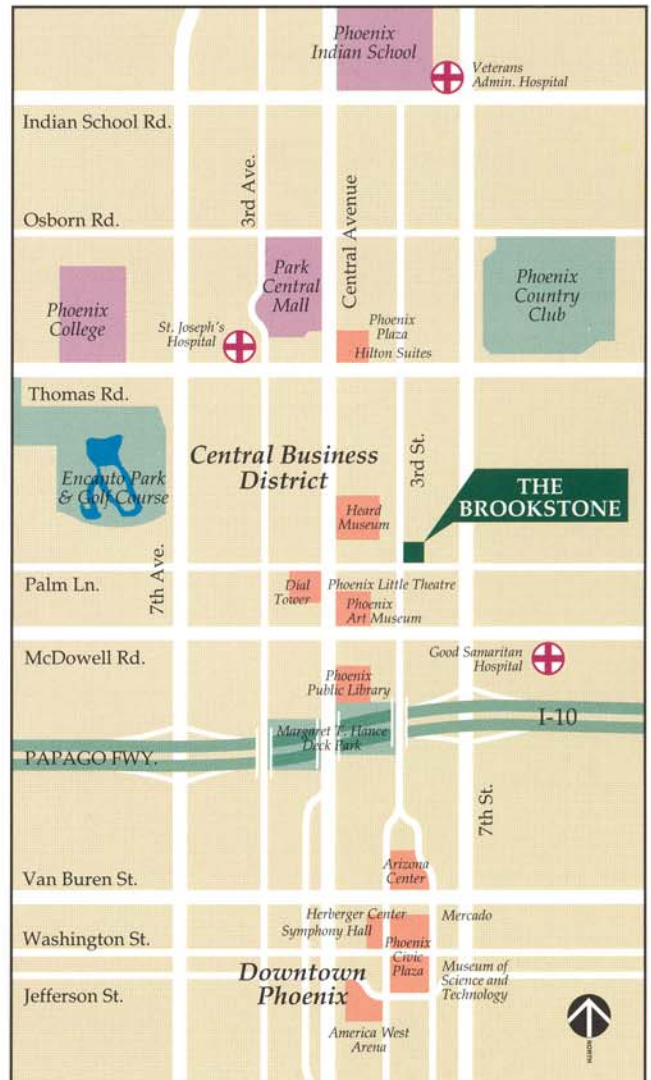 Phoenix
Indian School
Veterans
Admin. Hospital
Indian School Rd.
3rd Ave.
Central Avenue
Osborn Rd.
Phoenix
College
Park
Central
Mall
St. Joseph's
Hospital
Phoenix
Plaza
Hilton Suites
Phoenix
Country
Club
Thomas Rd.
Encanto Park
& Golf Course
Central Business
District
3rd St.
THE
BROOKSTONE
Heard
Museum
7th Ave.
Palm Ln.
Dial
Tower
Phoenix Little Theatre
Phoenix
Art Museum
McDowell Rd.
Good Samaritan
Hospital
Phoenix
Public Library
Margaret T. Hance
Deck Park
I-10
PAPAGO FWY.
7th St.
Arizona
Center
Van Buren St.
Herberger Center
Symphony Hall
Mercado
Washington St.
Phoenix
Civic
Plaza
Museum of
Science and
Technology
Downtown
Phoenix
Jefferson St.
America West
Arena
NORTH